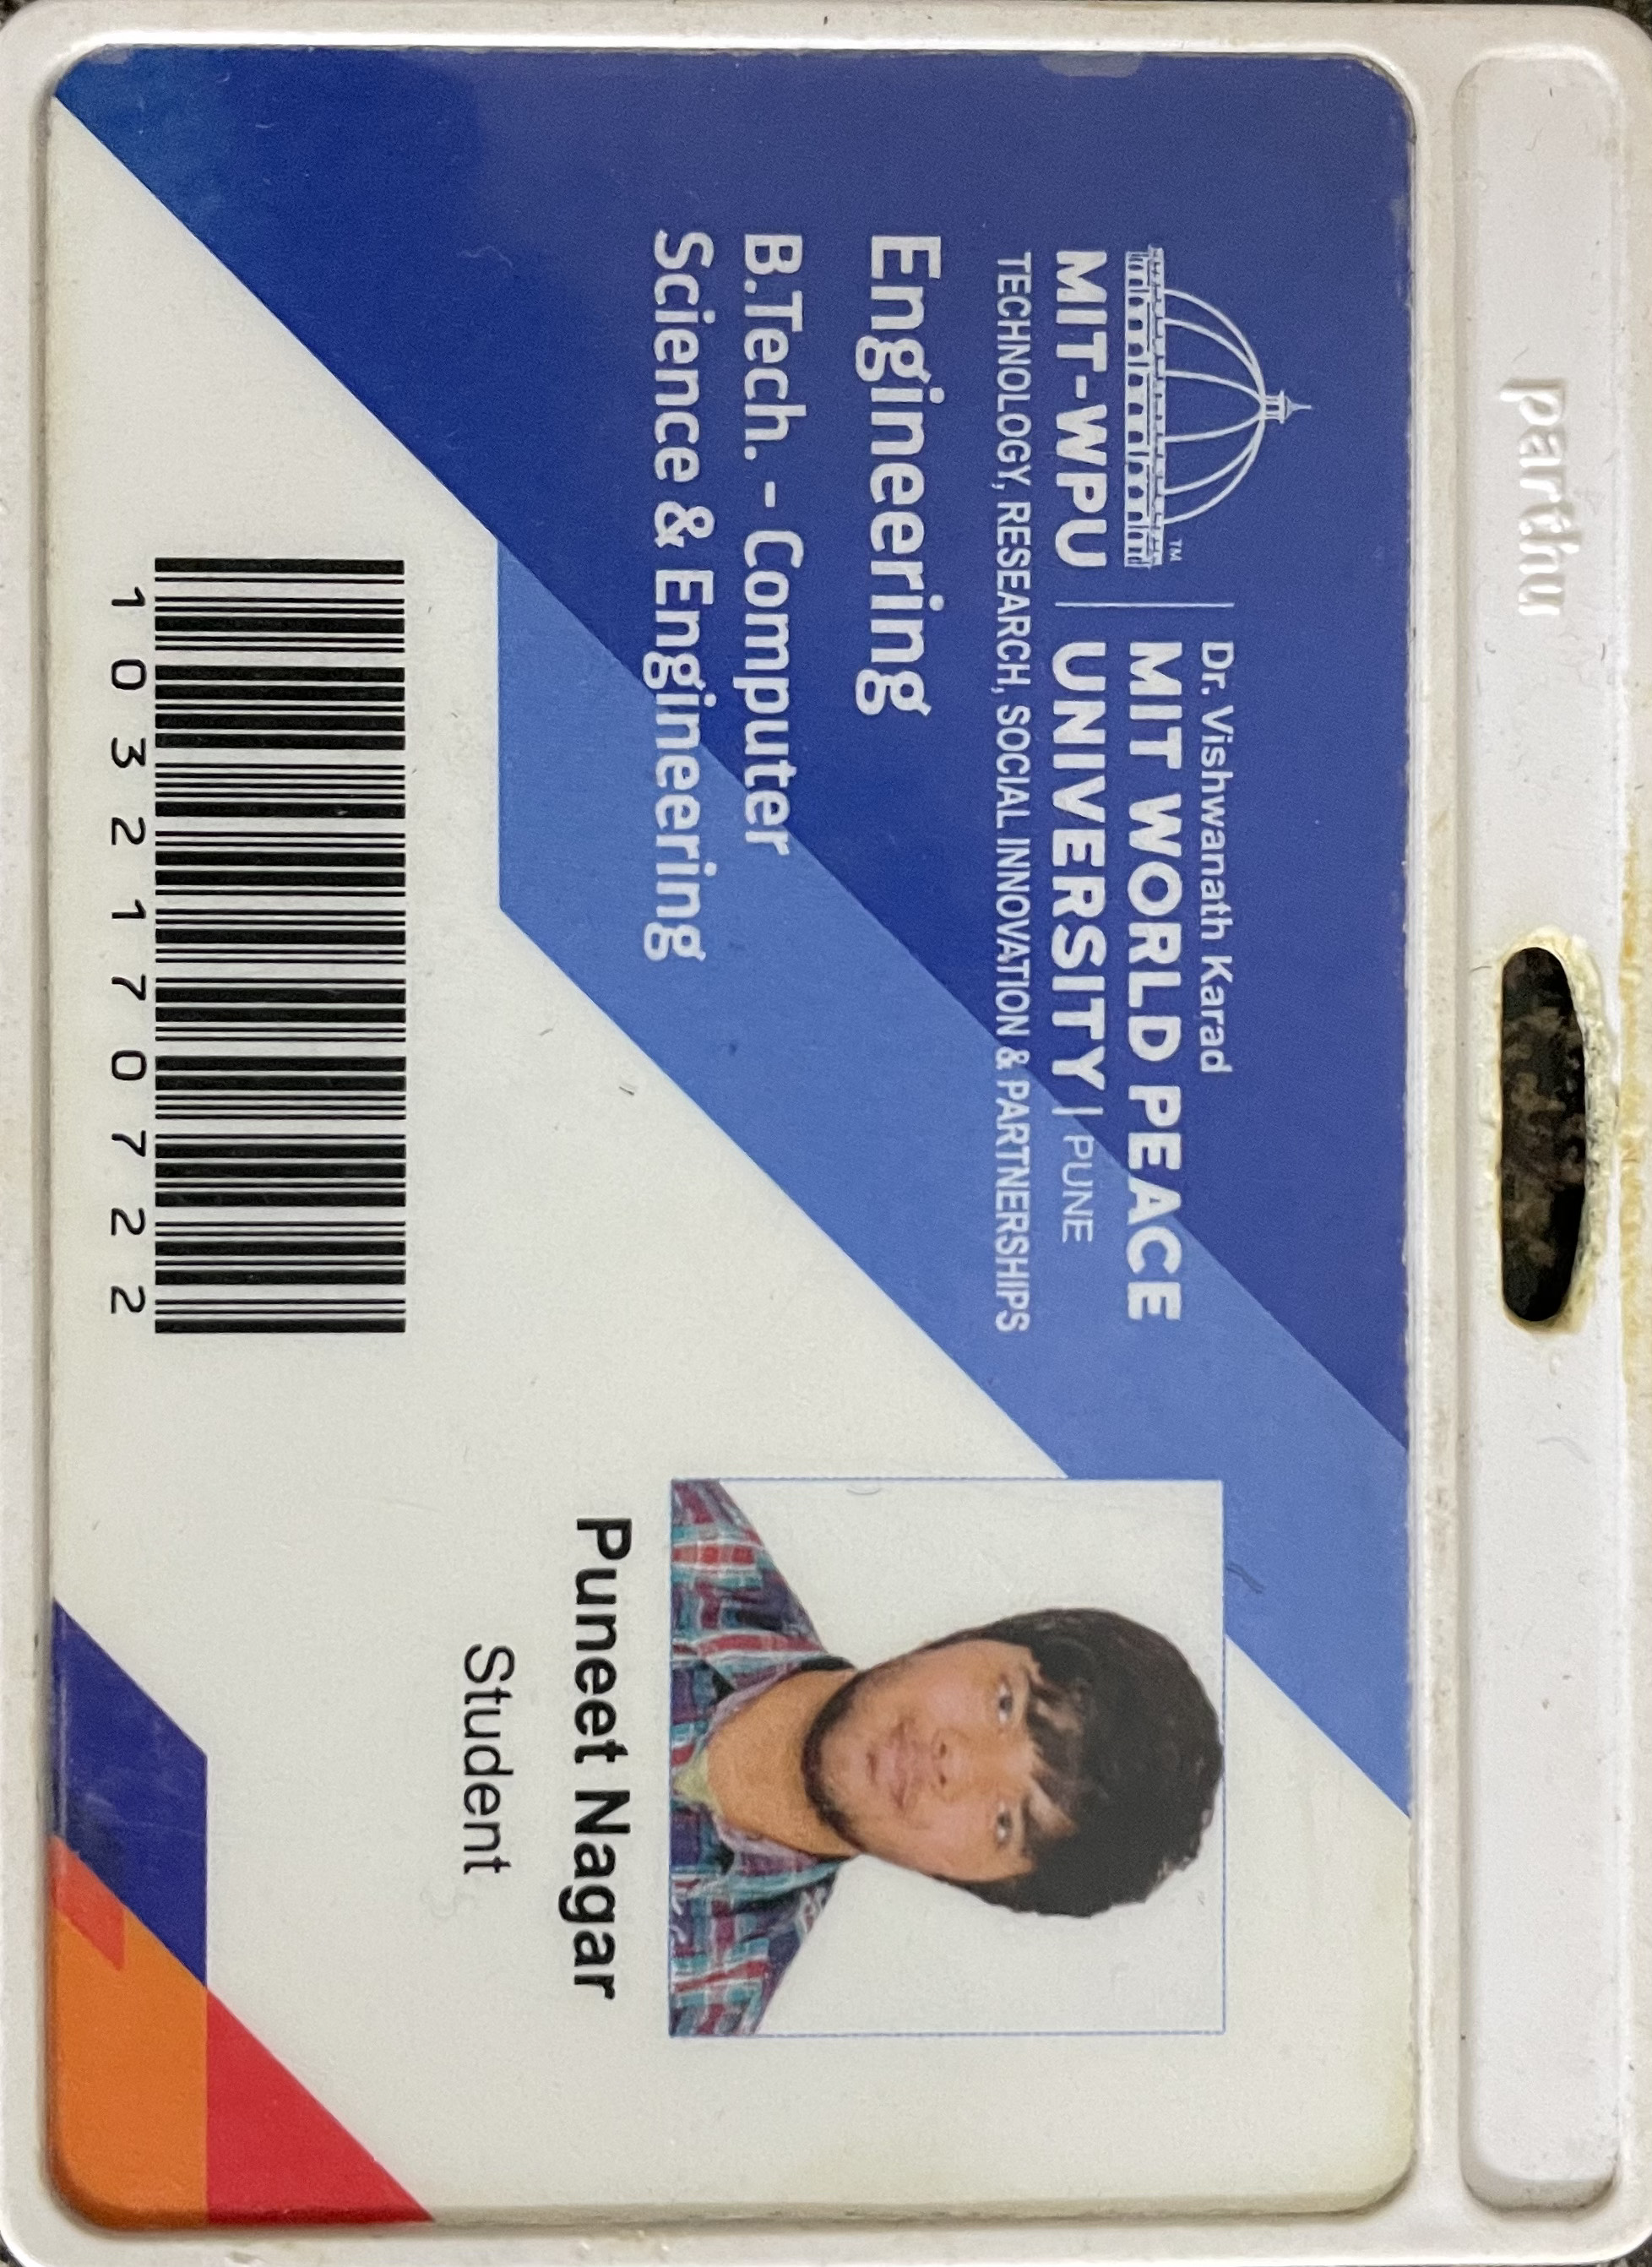 parthu
TM
Dr. Vishwanath Karad
MIT WORLD PEACE
MIT-WPU UNIVERSITY | PUNE
TECHNOLOGY, RESEARCH, SOCIAL INNOVATION & PARTNERSHIPS
Engineering
B.Tech. - Computer
Science & Engineering
Puneet Nagar
Student
1032170722